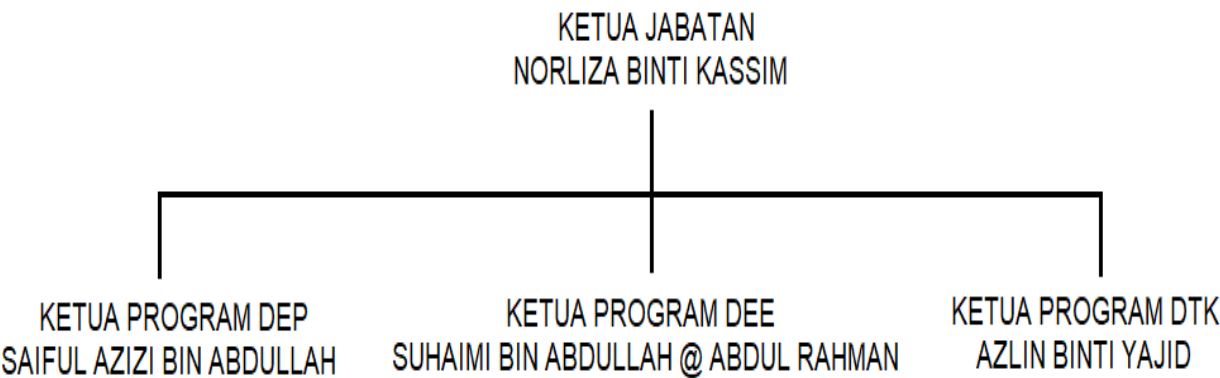 KETUA JABATAN
NORLIZA BINTI KASSIM
KETUA PROGRAM DEP
SAIFUL AZIZI BIN ABDULLAH
KETUA PROGRAM DEE
SUHAIMI BIN ABDULLAH @ ABDUL RAHMAN
KETUA PROGRAM DTK
AZLIN BINTI YAJID